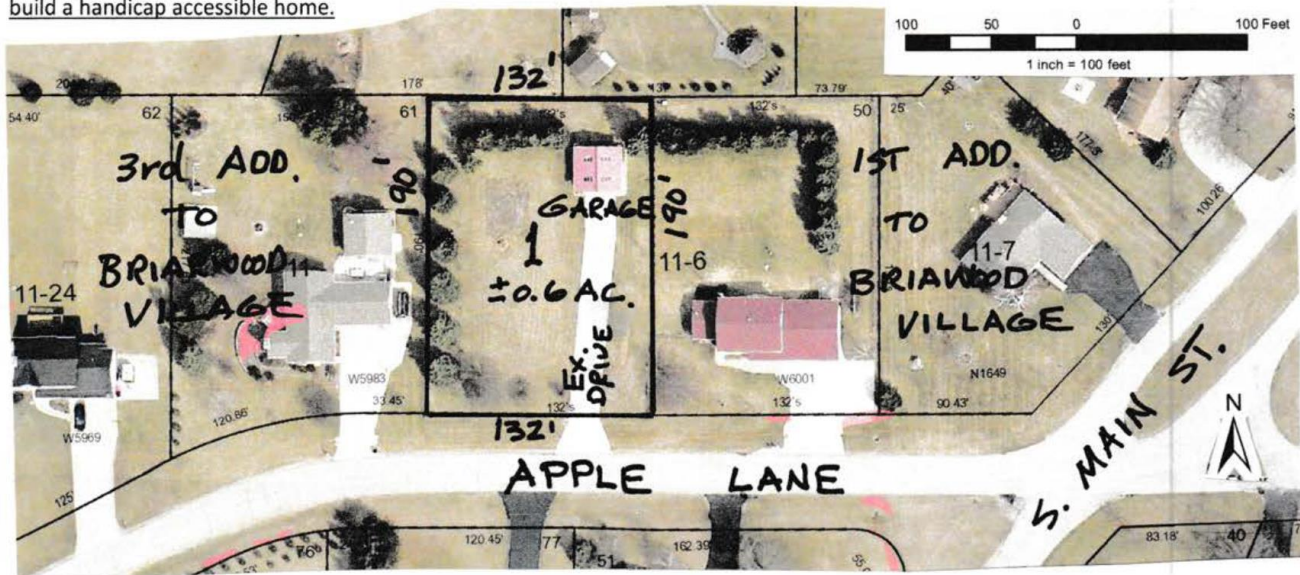 build a handicap accessible home.
100 50 0 100 Feet
1 inch = 100 feet
178'
132'
73.79'
54 40'
62
61
132's
50
25'
40'
3rd ADD.
TO
BRIARWOOD
VILLAGE
11-24
190'
GARAGE
190'
1
±0.6 AC.
EX.
DRIVE
11-6
1ST ADD.
TO
BRIAWOOD
VILLAGE
11-7
100.26
130'
N1649
W5983
W6001
W5969
120.86'
33.45'
132's
132's
90.43'
132'
125'
APPLE LANE
S. MAIN ST.
N
76
120.45'
77
51
162.39
83.18'
40